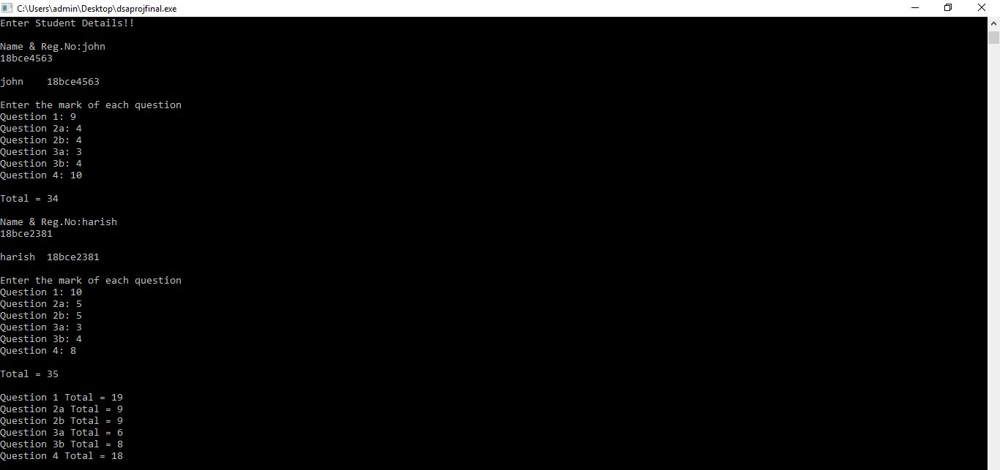 C:\Users\admin\Desktop\dsaprojfinal.exe
Enter Student Details!!
Name & Reg.No:john
18bce4563
john    18bce4563
Enter the mark of each question
Question 1: 9
Question 2a: 4
Question 2b: 4
Question 3a: 3
Question 3b: 4
Question 4: 10
Total = 34
Name & Reg.No:harish
18bce2381
harish  18bce2381
Enter the mark of each question
Question 1: 10
Question 2a: 5
Question 2b: 5
Question 3a: 3
Question 3b: 4
Question 4: 8
Total = 35
Question 1 Total = 19
Question 2a Total = 9
Question 2b Total = 9
Question 3a Total = 6
Question 3b Total = 8
Question 4 Total = 18